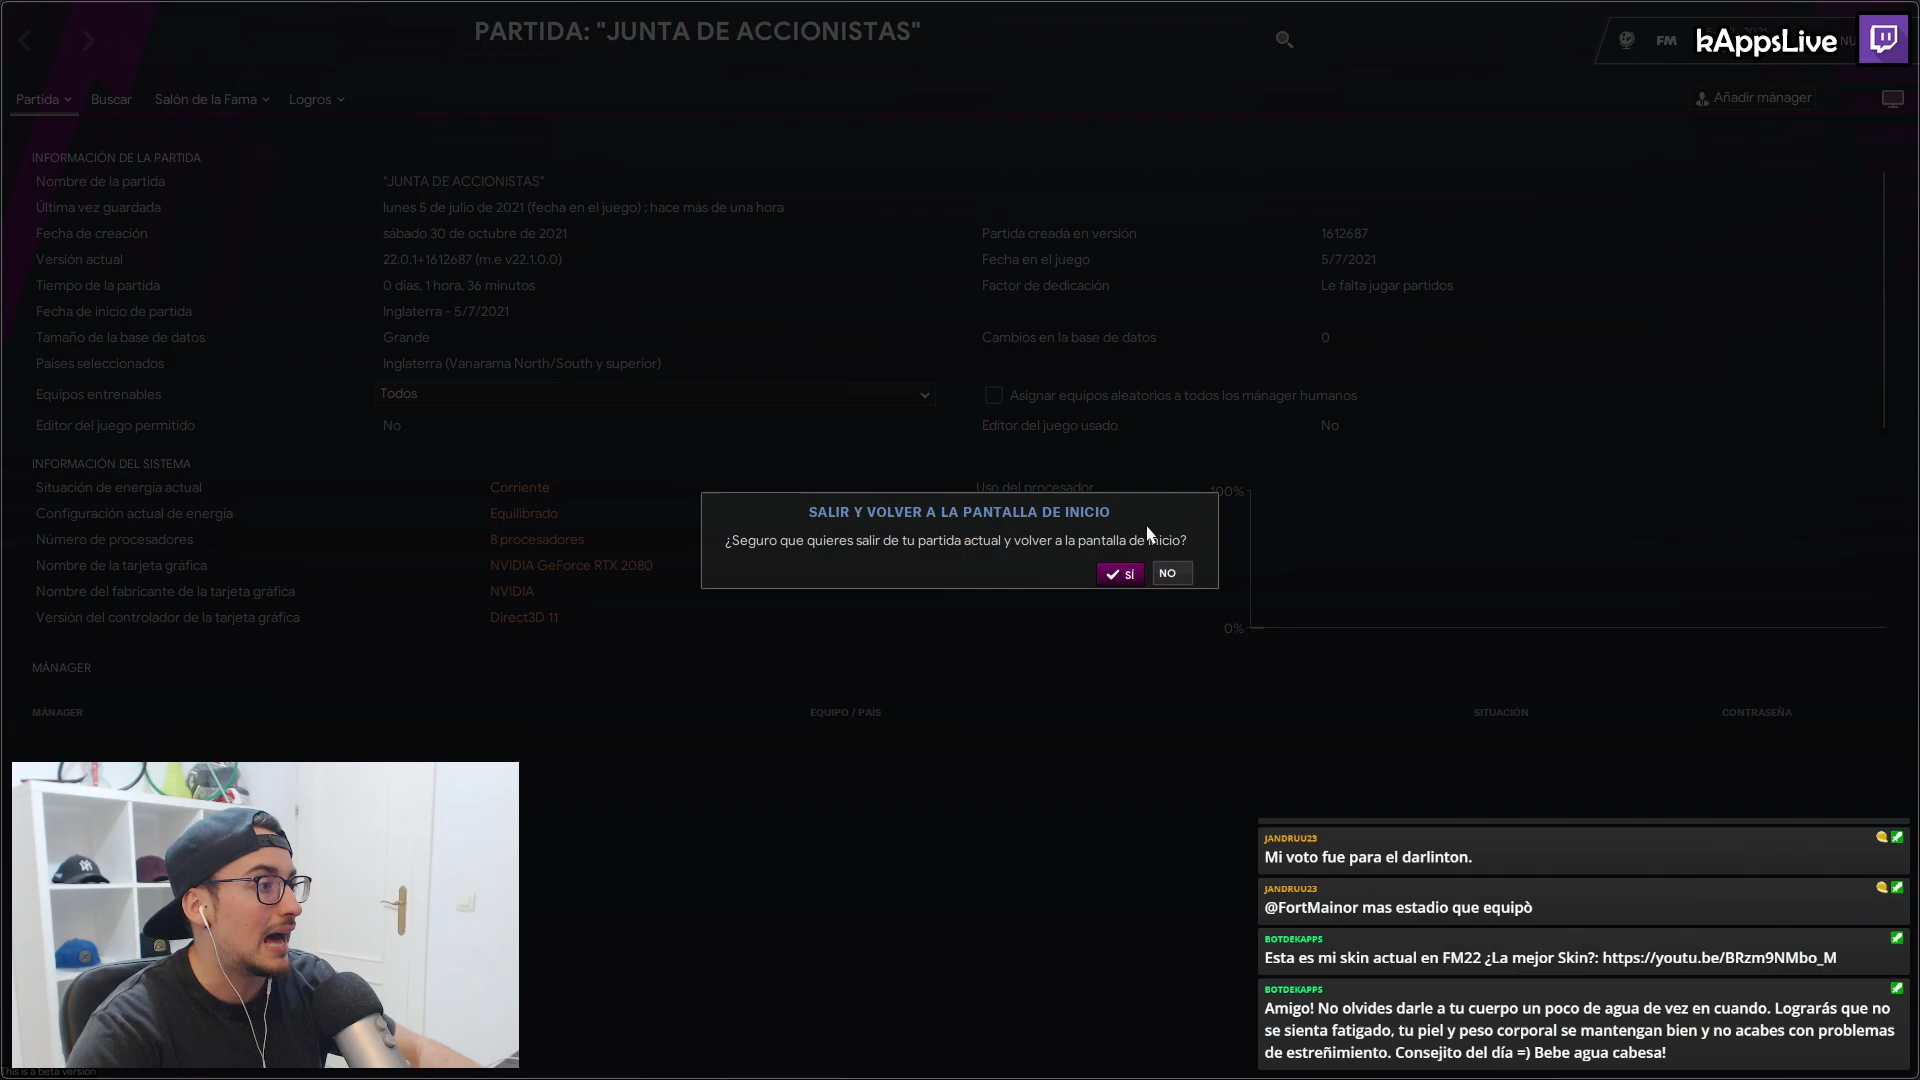 PARTIDA: "JUNTA DE ACCIONISTAS"
FM
kAppsLive
Partida
Buscar
Salón de la Fama
Logros
Añadir mánager
INFORMACIÓN DE LA PARTIDA
Nombre de la partida
"JUNTA DE ACCIONISTAS"
Última vez guardada
lunes 5 de julio de 2021 (fecha en el juego) ; hace más de una hora
Fecha de creación
sábado 30 de octubre de 2021
Partida creada en versión
1612687
Versión actual
22.0.1+1612687 (m.e v22.1.0.0)
Fecha en el juego
5/7/2021
Tiempo de la partida
0 días, 1 hora, 36 minutos
Factor de dedicación
Le falta jugar partidos
Fecha de inicio de partida
Inglaterra - 5/7/2021
Tamaño de la base de datos
Grande
Cambios en la base de datos
0
Países seleccionados
Inglaterra (Vanarama North/South y superior)
Equipos entrenables
Todos
Asignar equipos aleatorios a todos los mánager humanos
Editor del juego permitido
No
Editor del juego usado
No
INFORMACIÓN DEL SISTEMA
Situación de energía actual
Corriente
Uso del procesador
100%
Configuración actual de energía
Equilibrado
Número de procesadores
8 procesadores
Nombre de la tarjeta gráfica
NVIDIA GeForce RTX 2080
Nombre del fabricante de la tarjeta gráfica
NVIDIA
Versión del controlador de la tarjeta gráfica
Direct3D 11
0%
SALIR Y VOLVER A LA PANTALLA DE INICIO
¿Seguro que quieres salir de tu partida actual y volver a la pantalla de inicio?
SÍ
NO
MÁNAGER
MÁNAGER
EQUIPO / PAÍS
SITUACIÓN
CONTRASEÑA
JANDRUU23
Mi voto fue para el darlinton.
JANDRUU23
@FortMainor mas estadio que equipò
BOTDEKAPPS
Esta es mi skin actual en FM22 ¿La mejor Skin?: https://youtu.be/BRzm9NMbo_M
BOTDEKAPPS
Amigo! No olvides darle a tu cuerpo un poco de agua de vez en cuando. Lograrás que no
se sienta fatigado, tu piel y peso corporal se mantengan bien y no acabes con problemas
de estreñimiento. Consejito del día =) Bebe agua cabesa!
This is a beta version